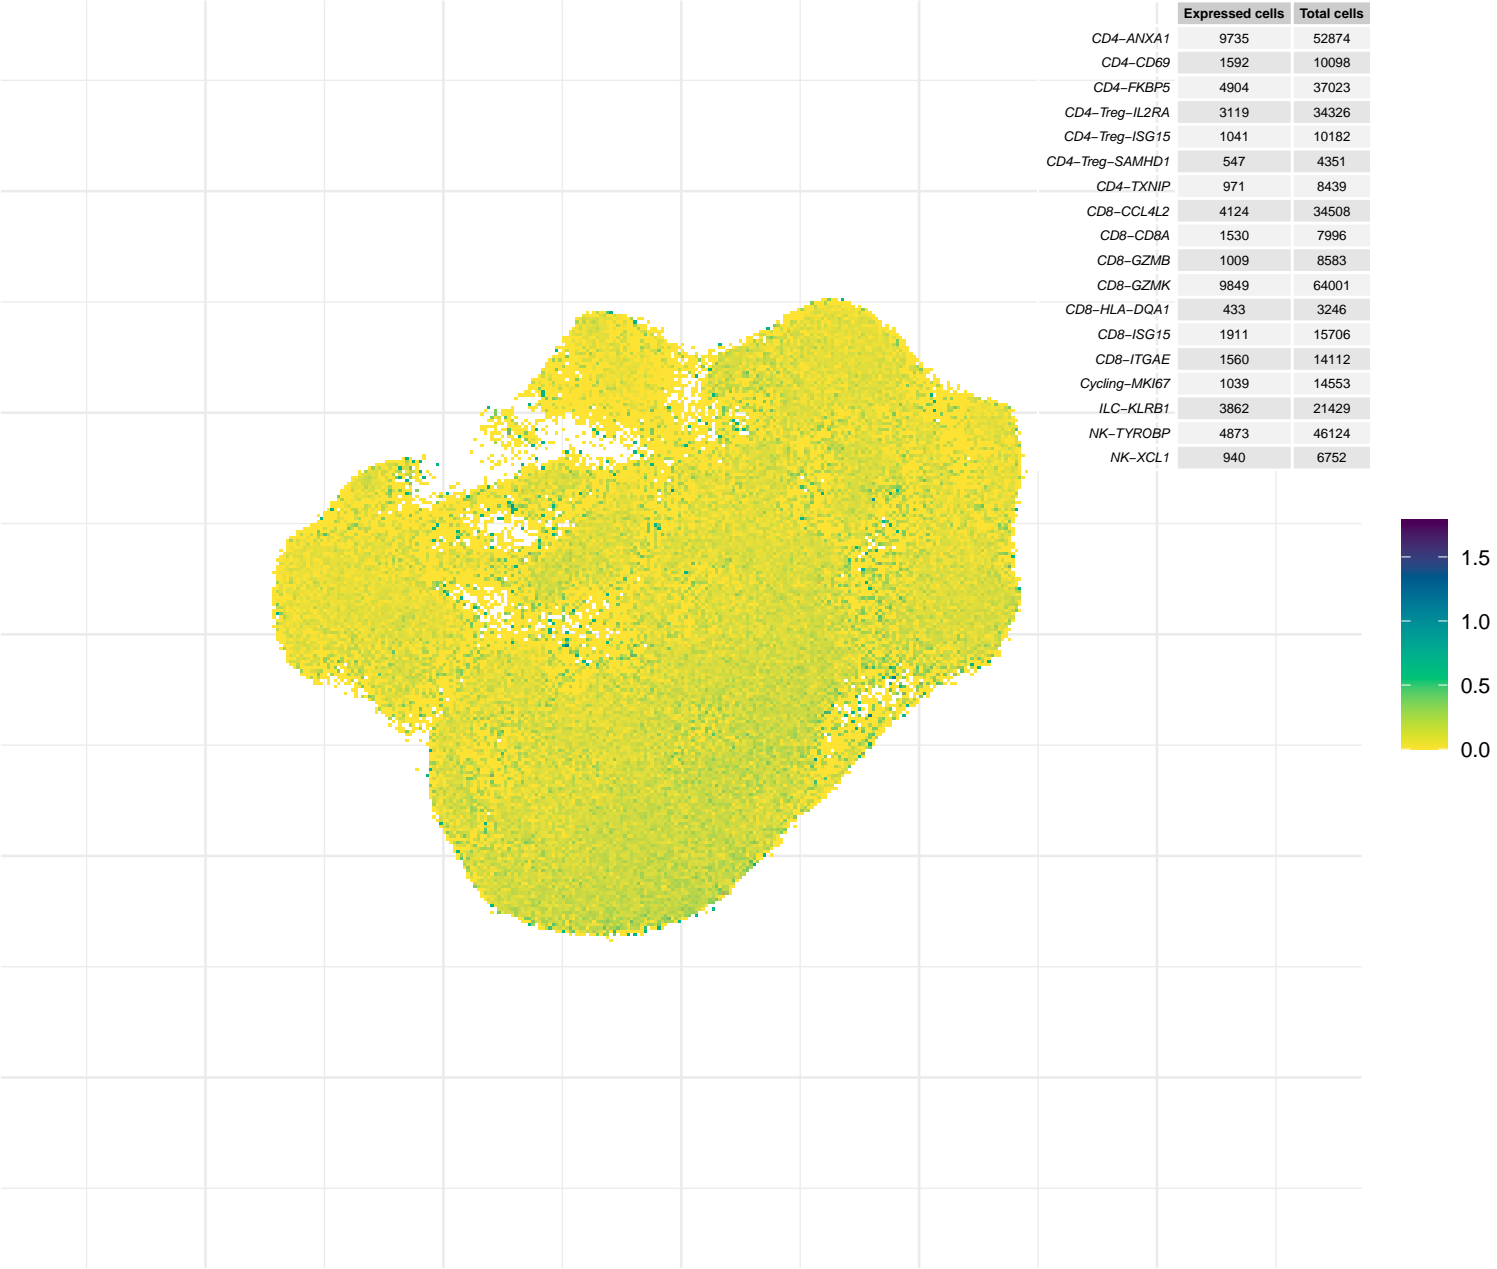 Expressed cells Total cells
CD4−ANXA1 9735 52874
CD4−CD69 1592 10098
CD4−FKBP5 4904 37023
CD4−Treg−IL2RA 3119 34326
CD4−Treg−ISG15 1041 10182
CD4−Treg−SAMHD1 547 4351
CD4−TXNIP 971 8439
CD8−CCL4L2 4124 34508
CD8−CD8A 1530 7996
CD8−GZMB 1009 8583
CD8−GZMK 9849 64001
CD8−HLA−DQA1 433 3246
CD8−ISG15 1911 15706
CD8−ITGAE 1560 14112
Cycling−MKI67 1039 14553
ILC−KLRB1 3862 21429
NK−TYROBP 4873 46124
NK−XCL1 940 6752
1.5
1.0
0.5
0.0